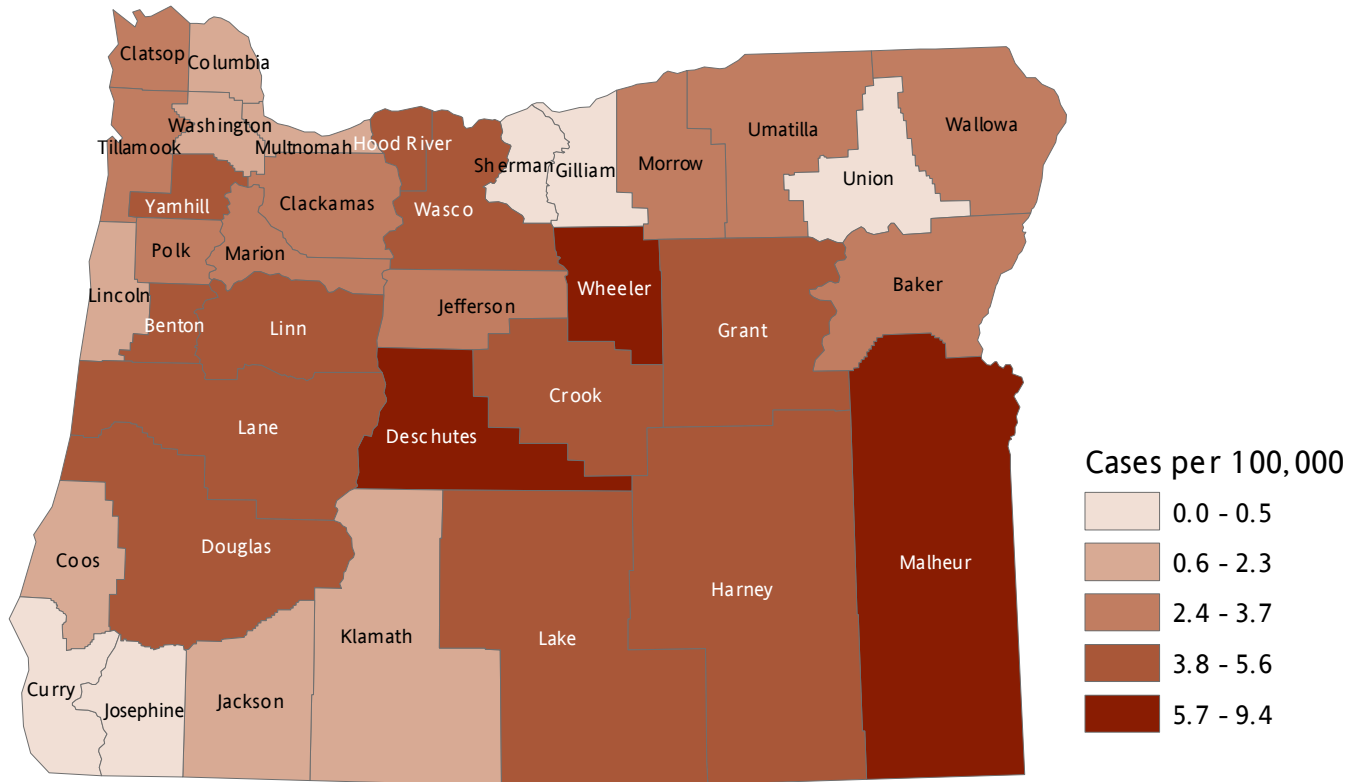 Clatsop
Columbia
Washington
Tillamook
Multnomah
Hood River
Sherman
Gilliam
Morrow
Umatilla
Wallowa
Union
Yamhill
Clackamas
Wasco
Polk
Marion
Baker
Lincoln
Benton
Linn
Jefferson
Wheeler
Grant
Crook
Lane
Deschutes
Douglas
Coos
Malheur
Harney
Klamath
Lake
Curry
Josephine
Jackson
Cases per 100,000
0.0 - 0.5
0.6 - 2.3
2.4 - 3.7
3.8 - 5.6
5.7 - 9.4